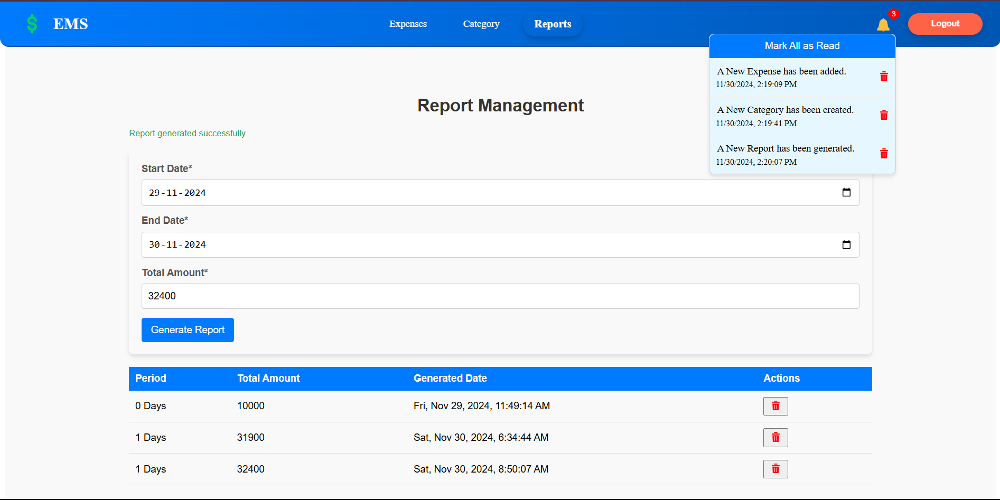 EMS
Expenses
Category
Reports
3
Logout
Mark All as Read
A New Expense has been added.
11/30/2024, 2:19:09 PM
A New Category has been created.
11/30/2024, 2:19:41 PM
A New Report has been generated.
11/30/2024, 2:20:07 PM
Report Management
Report generated successfully.
Start Date*
29-11-2024
End Date*
30-11-2024
Total Amount*
32400
Generate Report
Period Total Amount Generated Date Actions
0 Days 10000 Fri, Nov 29, 2024, 11:49:14 AM
1 Days 31900 Sat, Nov 30, 2024, 6:34:44 AM
1 Days 32400 Sat, Nov 30, 2024, 8:50:07 AM